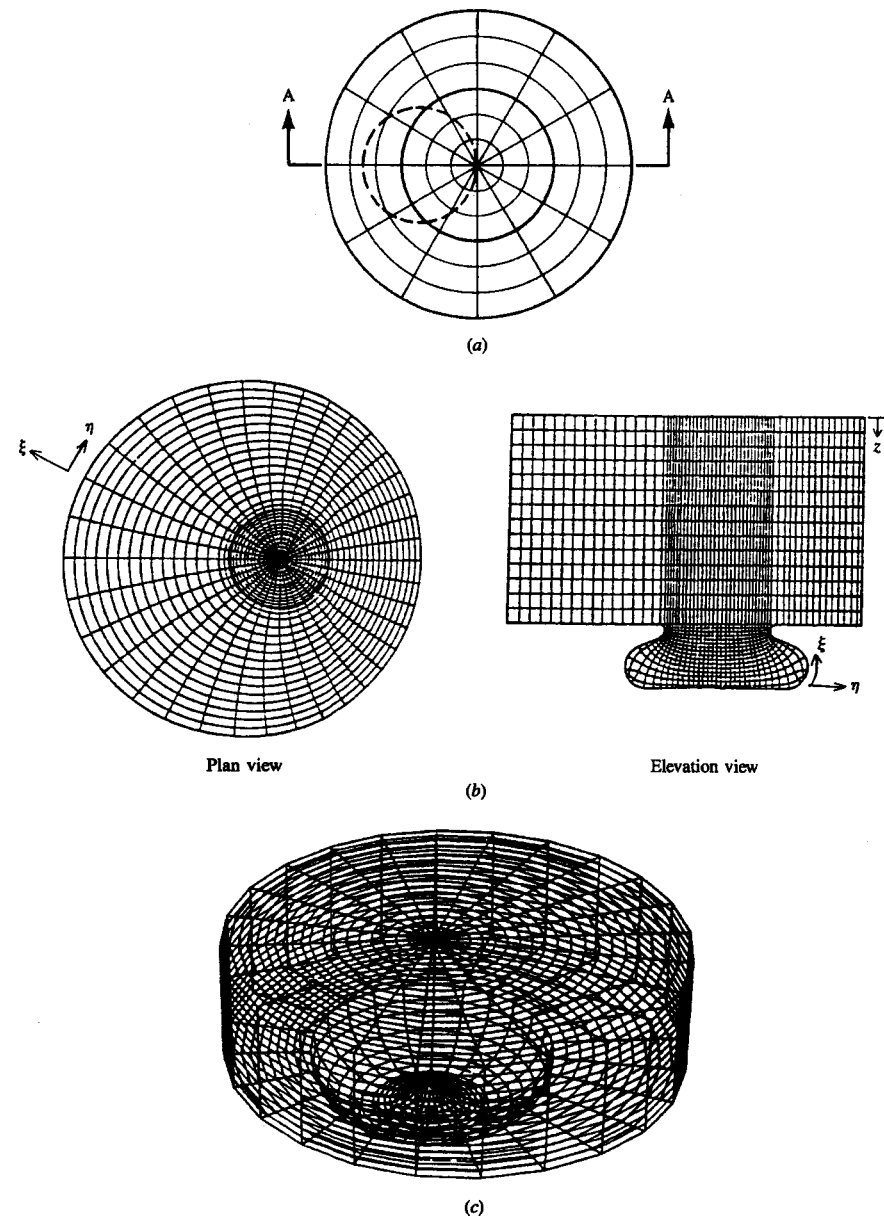 A A
(a)
ξ η
z
ξ
η
Plan view Elevation view
(b)
(c)